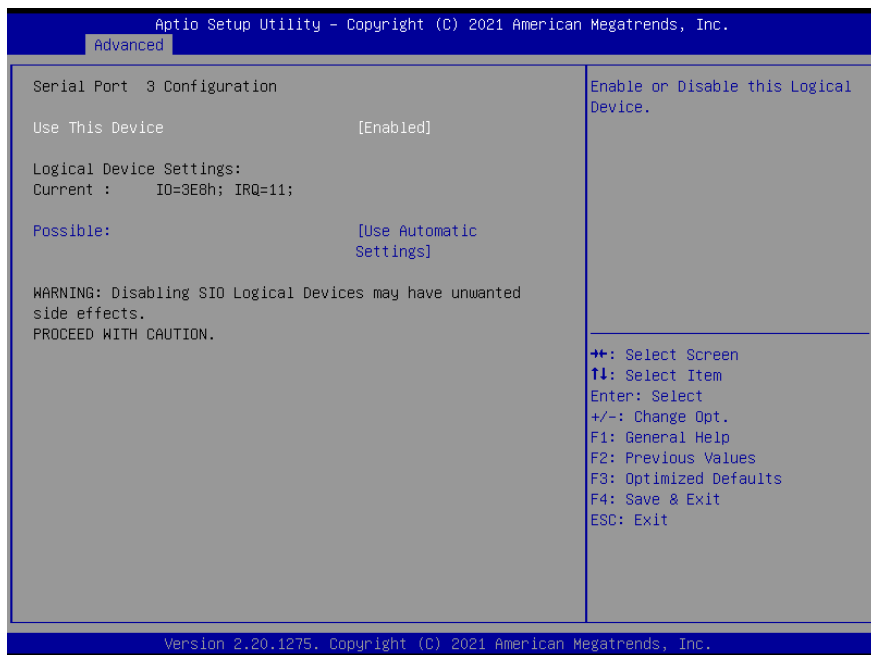 Aptio Setup Utility – Copyright (C) 2021 American Megatrends, Inc.
Advanced
Serial Port 3 Configuration
Use This Device [Enabled]
Logical Device Settings:
Current : IO=3E8h; IRQ=11;
Possible: [Use Automatic
Settings]
WARNING: Disabling SIO Logical Devices may have unwanted
side effects.
PROCEED WITH CAUTION.
Enable or Disable this Logical
Device.
→←: Select Screen
↑↓: Select Item
Enter: Select
+/-: Change Opt.
F1: General Help
F2: Previous Values
F3: Optimized Defaults
F4: Save & Exit
ESC: Exit
Version 2.20.1275. Copyright (C) 2021 American Megatrends, Inc.